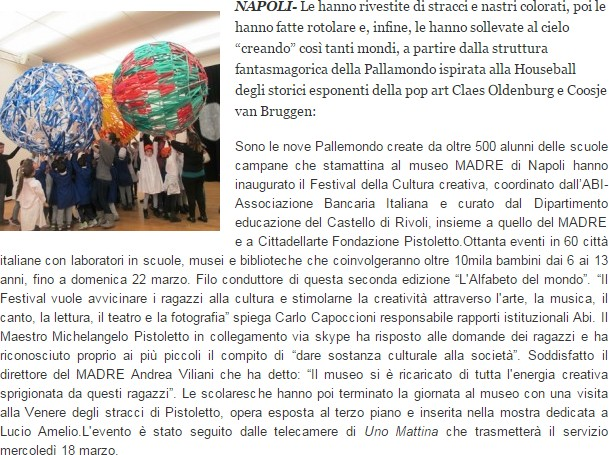 NAPOLI- Le hanno rivestite di stracci e nastri colorati, poi le
hanno fatte rotolare e, infine, le hanno sollevate al cielo
“creando” così tanti mondi, a partire dalla struttura
fantasmagorica della Pallamondo ispirata alla Houseball
degli storici esponenti della pop art Claes Oldenburg e Coosje
van Bruggen:
Sono le nove Pallemondo create da oltre 500 alunni delle scuole
campane che stamattina al museo MADRE di Napoli hanno
inaugurato il Festival della Cultura creativa, coordinato dall’ABI-
Associazione Bancaria Italiana e curato dal Dipartimento
educazione del Castello di Rivoli, insieme a quello del MADRE
e a Cittadellarte Fondazione Pistoletto.Ottanta eventi in 60 città
italiane con laboratori in scuole, musei e biblioteche che coinvolgeranno oltre 10mila bambini dai 6 ai 13
anni, fino a domenica 22 marzo. Filo conduttore di questa seconda edizione “L’Alfabeto del mondo”. “Il
Festival vuole avvicinare i ragazzi alla cultura e stimolarne la creatività attraverso l’arte, la musica, il
canto, la lettura, il teatro e la fotografia” spiega Carlo Capoccioni responsabile rapporti istituzionali Abi. Il
Maestro Michelangelo Pistoletto in collegamento via skype ha risposto alle domande dei ragazzi e ha
riconosciuto proprio ai più piccoli il compito di “dare sostanza culturale alla società”. Soddisfatto il
direttore del MADRE Andrea Viliani che ha detto: “Il museo si è ricaricato di tutta l’energia creativa
sprigionata da questi ragazzi”. Le scolaresche hanno poi terminato la giornata al museo con una visita
alla Venere degli stracci di Pistoletto, opera esposta al terzo piano e inserita nella mostra dedicata a
Lucio Amelio.L’evento è stato seguito dalle telecamere di Uno Mattina che trasmetterà il servizio
mercoledì 18 marzo.